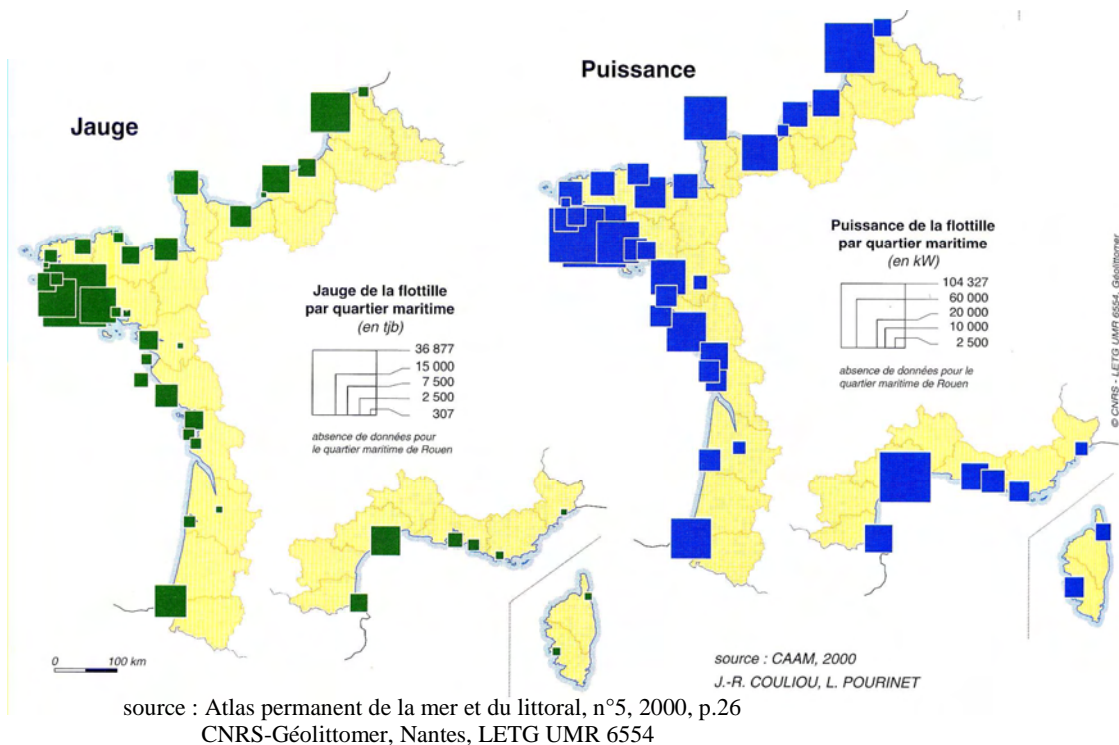 Jauge
Jauge de la flottille
par quartier maritime
(en tjb)
36 877
15 000
7 500
2 500
307
absence de données pour
le quartier maritime de Rouen
0 100 km
Puissance
Puissance de la flottille
par quartier maritime
(en kW)
104 327
60 000
20 000
10 000
2 500
absence de données pour le
quartier maritime de Rouen
© CNRS - LETG UMR 6554, Géolittomer
source : CAAM, 2000
J.-R. COULIOU, L. POURINET
source : Atlas permanent de la mer et du littoral, n°5, 2000, p.26
CNRS-Géolittomer, Nantes, LETG UMR 6554